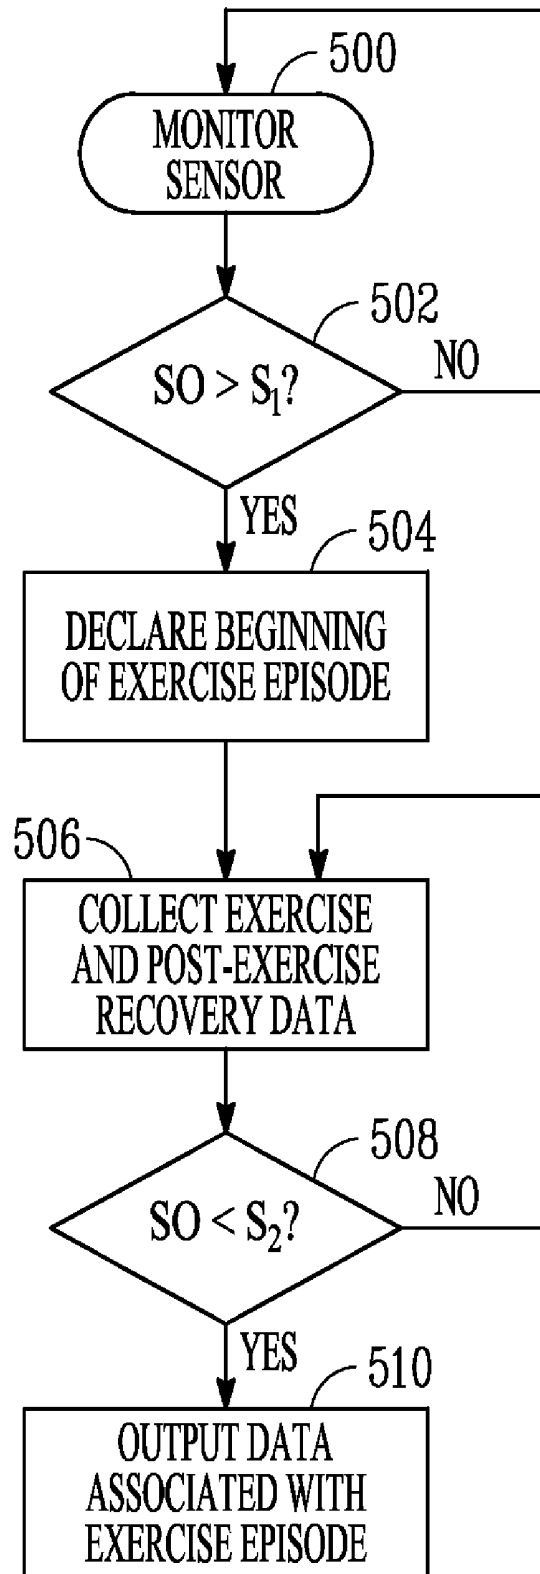 500
MONITOR
SENSOR
502
SO > S₁?
NO
YES
504
DECLARE BEGINNING
OF EXERCISE EPISODE
506
COLLECT EXERCISE
AND POST-EXERCISE
RECOVERY DATA
508
SO < S₂?
NO
YES
510
OUTPUT DATA
ASSOCIATED WITH
EXERCISE EPISODE